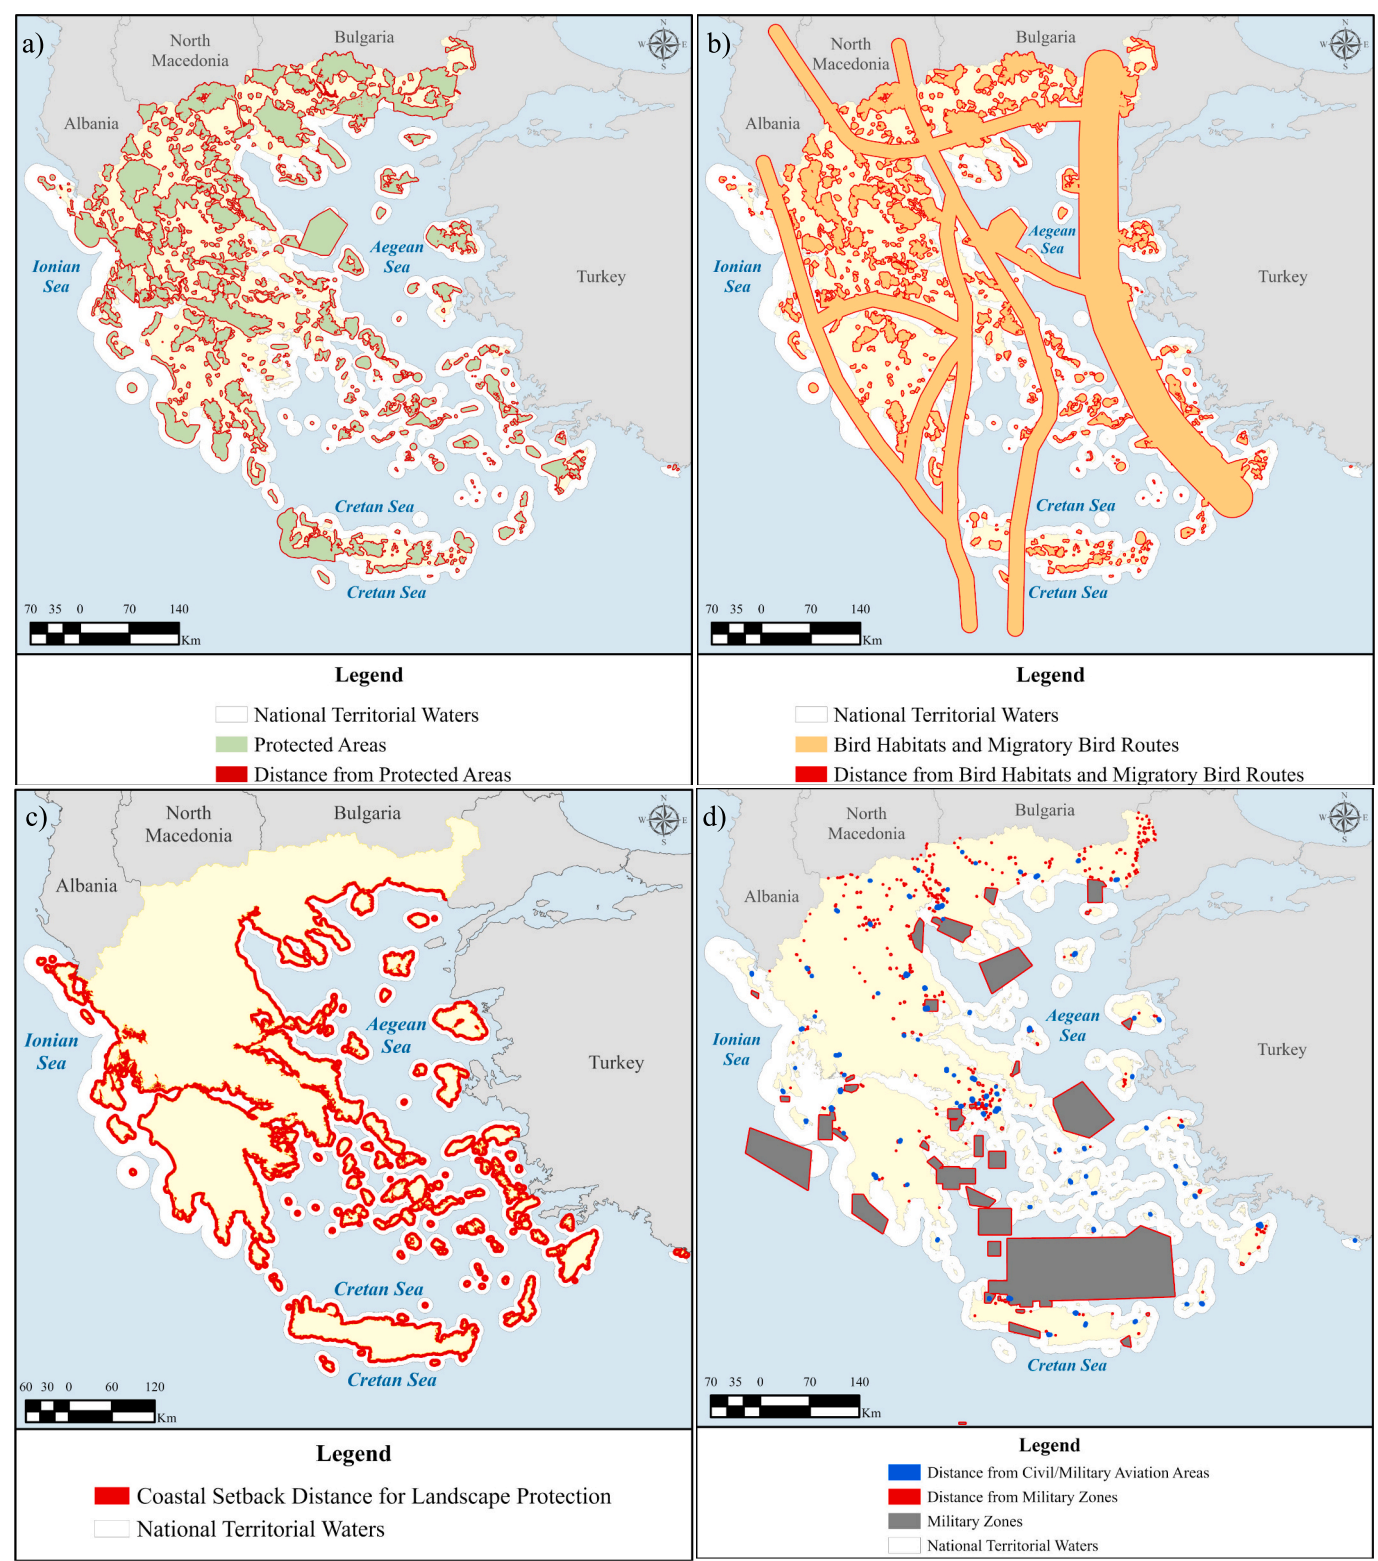 a)
North
Macedonia
Bulgaria
N
W E
S
Albania
Ionian
Sea
Aegean
Sea
Turkey
Cretan Sea
Cretan Sea
70 35 0 70 140
Km
Legend
National Territorial Waters
Protected Areas
Distance from Protected Areas
b)
North
Macedonia
Bulgaria
N
W E
S
Albania
Ionian
Sea
Aegean
Sea
Turkey
Cretan Sea
Cretan Sea
70 35 0 70 140
Km
Legend
National Territorial Waters
Bird Habitats and Migratory Bird Routes
Distance from Bird Habitats and Migratory Bird Routes
c)
North
Macedonia
Bulgaria
N
W E
S
Albania
Ionian
Sea
Aegean
Sea
Turkey
Cretan Sea
Cretan Sea
60 30 0 60 120
Km
Legend
Coastal Setback Distance for Landscape Protection
National Territorial Waters
d)
North
Macedonia
Bulgaria
N
W E
S
Albania
Ionian
Sea
Aegean
Sea
Turkey
Cretan Sea
70 35 0 70 140
Km
Legend
Distance from Civil/Military Aviation Areas
Distance from Military Zones
Military Zones
National Territorial Waters